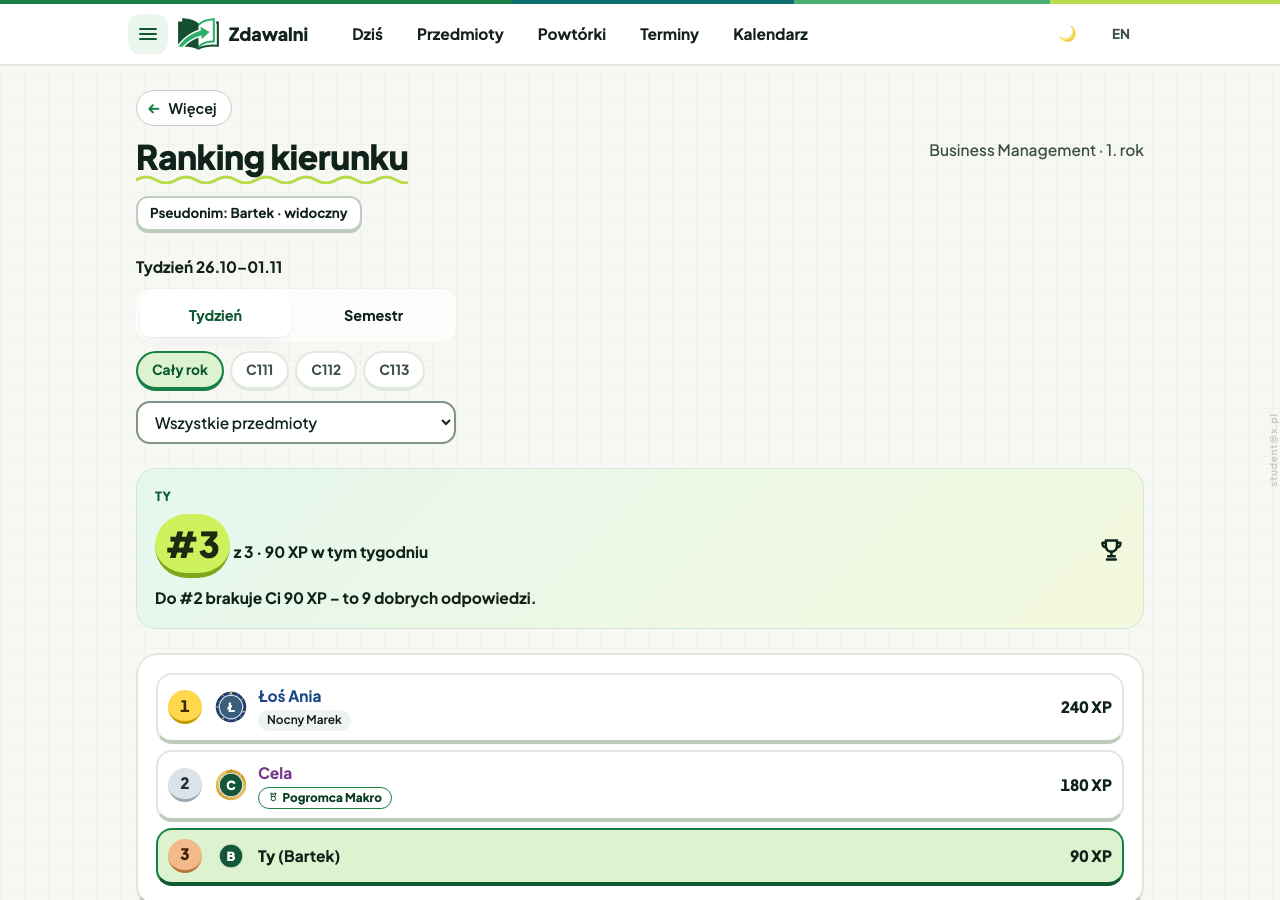 Zdawalni
Dziś
Przedmioty
Powtórki
Terminy
Kalendarz
EN
← Więcej
Ranking kierunku
Business Management · 1. rok
Pseudonim: Bartek · widoczny
Tydzień 26.10–01.11
Tydzień
Semestr
Cały rok
C111
C112
C113
Wszystkie przedmioty
student@x.pl
TY
#3 z 3 · 90 XP w tym tygodniu
Do #2 brakuje Ci 90 XP – to 9 dobrych odpowiedzi.
1
Ł
Łoś Ania
Nocny Marek
240 XP
2
C
Cela
Pogromca Makro
180 XP
3
B
Ty (Bartek)
90 XP